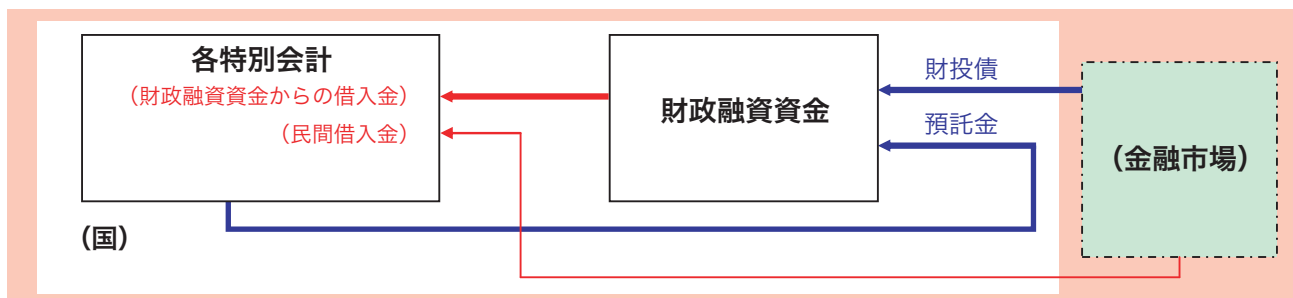 各特別会計
（財政融資資金からの借入金）
（民間借入金）
財政融資資金
財投債
預託金
（金融市場）
（国）